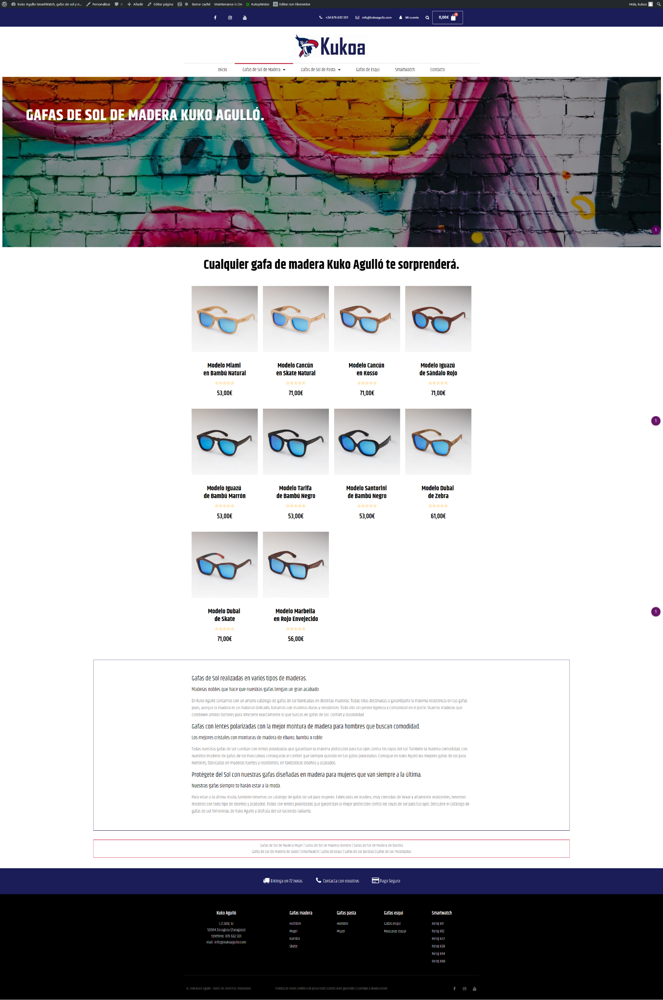 Kuko Agullo SmartWatch, gafas de sol y n... Personalizar 0 Añadir Editar página Borrar caché Maintenance is On Autoptimize Editar con Elementor Hola, kukoa
+34 876 632 551 info@kukoagullo.com Mi cuenta 0,00€ 0
Kukoa
Inicio Gafas de Sol de Madera Gafas de Sol de Pasta Gafas de Esquí Smartwatch Contacto
GAFAS DE SOL DE MADERA KUKO AGULLÓ.
1
Cualquier gafa de madera Kuko Agulló te sorprenderá.
Modelo Miami
en Bambú Natural
53,00€
Modelo Cancún
en Skate Natural
71,00€
Modelo Cancún
en Kosso
71,00€
Modelo Iguazú
de Sándalo Rojo
71,00€
1
Modelo Iguazú
de Bambú Marrón
53,00€
Modelo Tarifa
de Bambú Negro
53,00€
Modelo Santorini
de Bambú Negro
53,00€
Modelo Dubai
de Zebra
61,00€
Modelo Dubai
de Skate
71,00€
Modelo Marbella
en Rojo Envejecido
56,00€
1
Gafas de Sol realizadas en varios tipos de maderas.
Maderas nobles que hace que nuestras gafas tengan un gran acabado
En Kuko Agulló contamos con un amplio catálogo de gafas de sol fabricadas en distintas maderas. Todas ellas destinadas a garantizarte la máxima resistencia en tus gafas
pues, aunque la madera es un material delicado, tratamos con maderas duras y resistentes. Todo ello sin perder ligereza y comodidad en el porte. Usamos maderas que
combinen ambos factores para ofrecerte exactamente lo que buscas en gafas de sol: confort y durabilidad.
Gafas con lentes polarizadas con la mejor montura de madera para hombres que buscan comodidad.
Los mejores cristales con monturas de madera de ébano, bambú o roble
Todas nuestras gafas de sol cuentan con lentes polarizadas que garantizan la máxima protección para tus ojos contra los rayos del sol. También la máxima comodidad, con
nuestros modelos de gafas de sol masculinas conseguirás el confort que siempre quisiste en tus gafas polarizadas. Consigue en Kuko Agulló las mejores gafas de sol para
hombres, fabricadas en maderas fuertes y resistentes, en fantásticos diseños y acabados.
Protégete del Sol con nuestras gafas diseñadas en madera para mujeres que van siempre a la última.
Nuestras gafas siempre te harán estar a la moda.
Para estar a la última moda, también tenemos un catálogo de gafas de sol para mujeres. Fabricadas en madera, muy cómodas de llevar y altamente resistentes, tenemos
modelos con todo tipo de diseños y acabados. Todas con lentes polarizadas que garantizan la mejor protección contra los rayos de sol para tus ojos. Descubre el catálogo de
gafas de sol femeninas de Kuko Agulló y disfruta del sol luciendo radiante.
Gafas de Sol de Madera Mujer | Gafas de Sol de Madera Hombre | Gafas de Sol de Madera de Bambú
Gafas de Sol de Madera de Skate | Smartwatch | Gafas de Esquí | Gafas de Sol Baratas | Gafas de Sol Polarizadas
Entrega en 72 horas Contacta con nosotros Pago Seguro
Kuko Agulló
C/Cádiz, 12
50004 Zaragoza (Zaragoza)
teléfono: 876 632 551
mail: info@kukoagullo.com
Gafas madera
Hombre
Mujer
Bambú
Skate
Gafas pasta
Hombre
Mujer
Gafas esquí
Gafas esquí
Mascaras esquí
Smartwatch
Reloj K11
Reloj K12
Reloj K22
Reloj K38
Reloj K44
Reloj K88
© 2018 Kuko Agulló - Todos los derechos reservados Política de envío | Política de privacidad | Condiciones generales | Cambios y devoluciones